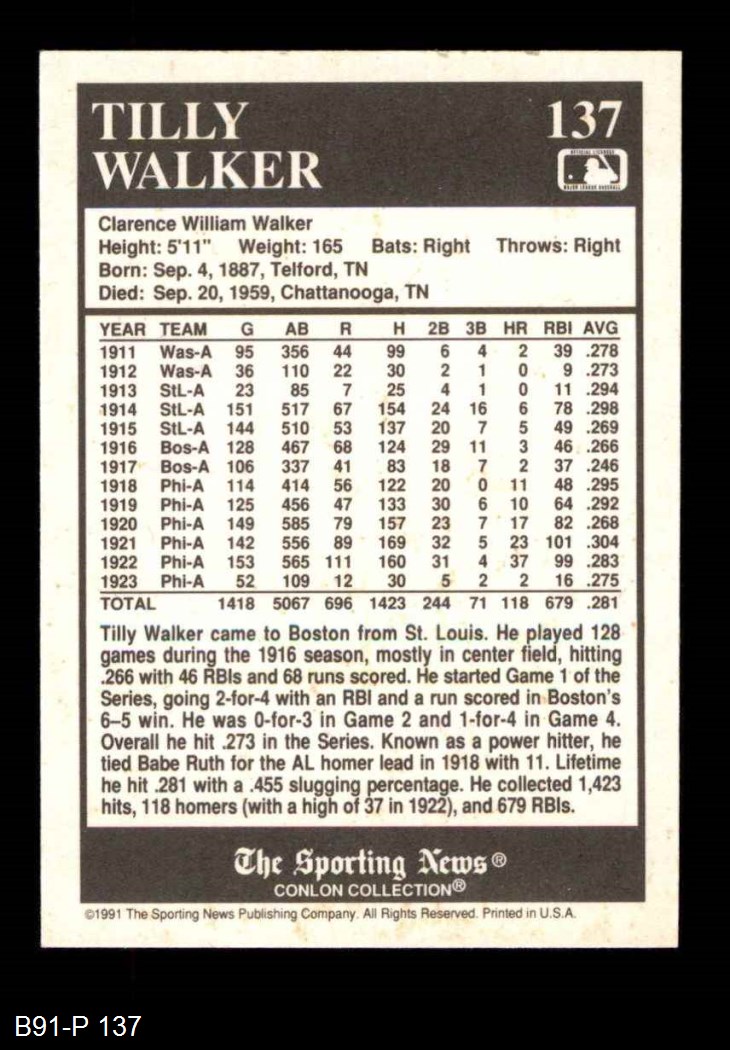 TILLY 137
WALKER
Clarence William Walker
Height: 5'11" Weight: 165 Bats: Right Throws: Right
Born: Sep. 4, 1887, Telford, TN
Died: Sep. 20, 1959, Chattanooga, TN
YEAR TEAM G AB R H 2B 3B HR RBI AVG
1911 Was-A 95 356 44 99 6 4 2 39 .278
1912 Was-A 36 110 22 30 2 1 0 9 .273
1913 StL-A 23 85 7 25 4 1 0 11 .294
1914 StL-A 151 517 67 154 24 16 6 78 .298
1915 StL-A 144 510 53 137 20 7 5 49 .269
1916 Bos-A 128 467 68 124 29 11 3 46 .266
1917 Bos-A 106 337 41 83 18 7 2 37 .246
1918 Phi-A 114 414 56 122 20 0 11 48 .295
1919 Phi-A 125 456 47 133 30 6 10 64 .292
1920 Phi-A 149 585 79 157 23 7 17 82 .268
1921 Phi-A 142 556 89 169 32 5 23 101 .304
1922 Phi-A 153 565 111 160 31 4 37 99 .283
1923 Phi-A 52 109 12 30 5 2 2 16 .275
TOTAL 1418 5067 696 1423 244 71 118 679 .281
Tilly Walker came to Boston from St. Louis. He played 128
games during the 1916 season, mostly in center field, hitting
.266 with 46 RBIs and 68 runs scored. He started Game 1 of the
Series, going 2-for-4 with an RBI and a run scored in Boston's
6–5 win. He was 0-for-3 in Game 2 and 1-for-4 in Game 4.
Overall he hit .273 in the Series. Known as a power hitter, he
tied Babe Ruth for the AL homer lead in 1918 with 11. Lifetime
he hit .281 with a .455 slugging percentage. He collected 1,423
hits, 118 homers (with a high of 37 in 1922), and 679 RBIs.
The Sporting News®
CONLON COLLECTION®
©1991 The Sporting News Publishing Company. All Rights Reserved. Printed in U.S.A.
B91-P 137